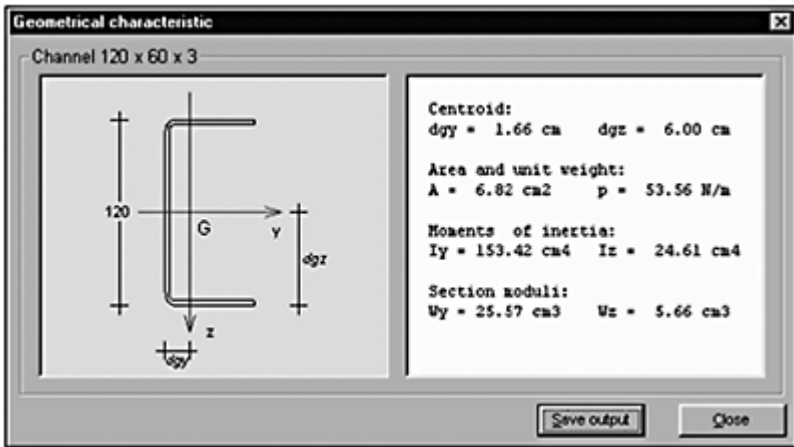 Geometrical characteristic
Channel 120 x 60 x 3
120
G
Y
dgz
z
dgy
Centroid:
dgy = 1.66 cm dgz = 6.00 cm
Area and unit weight:
A = 6.82 cm2 p = 53.56 N/m
Moments of inertia:
Iy = 153.42 cm4 Iz = 24.61 cm4
Section moduli:
Wy = 25.57 cm3 Wz = 5.66 cm3
Save output
Close